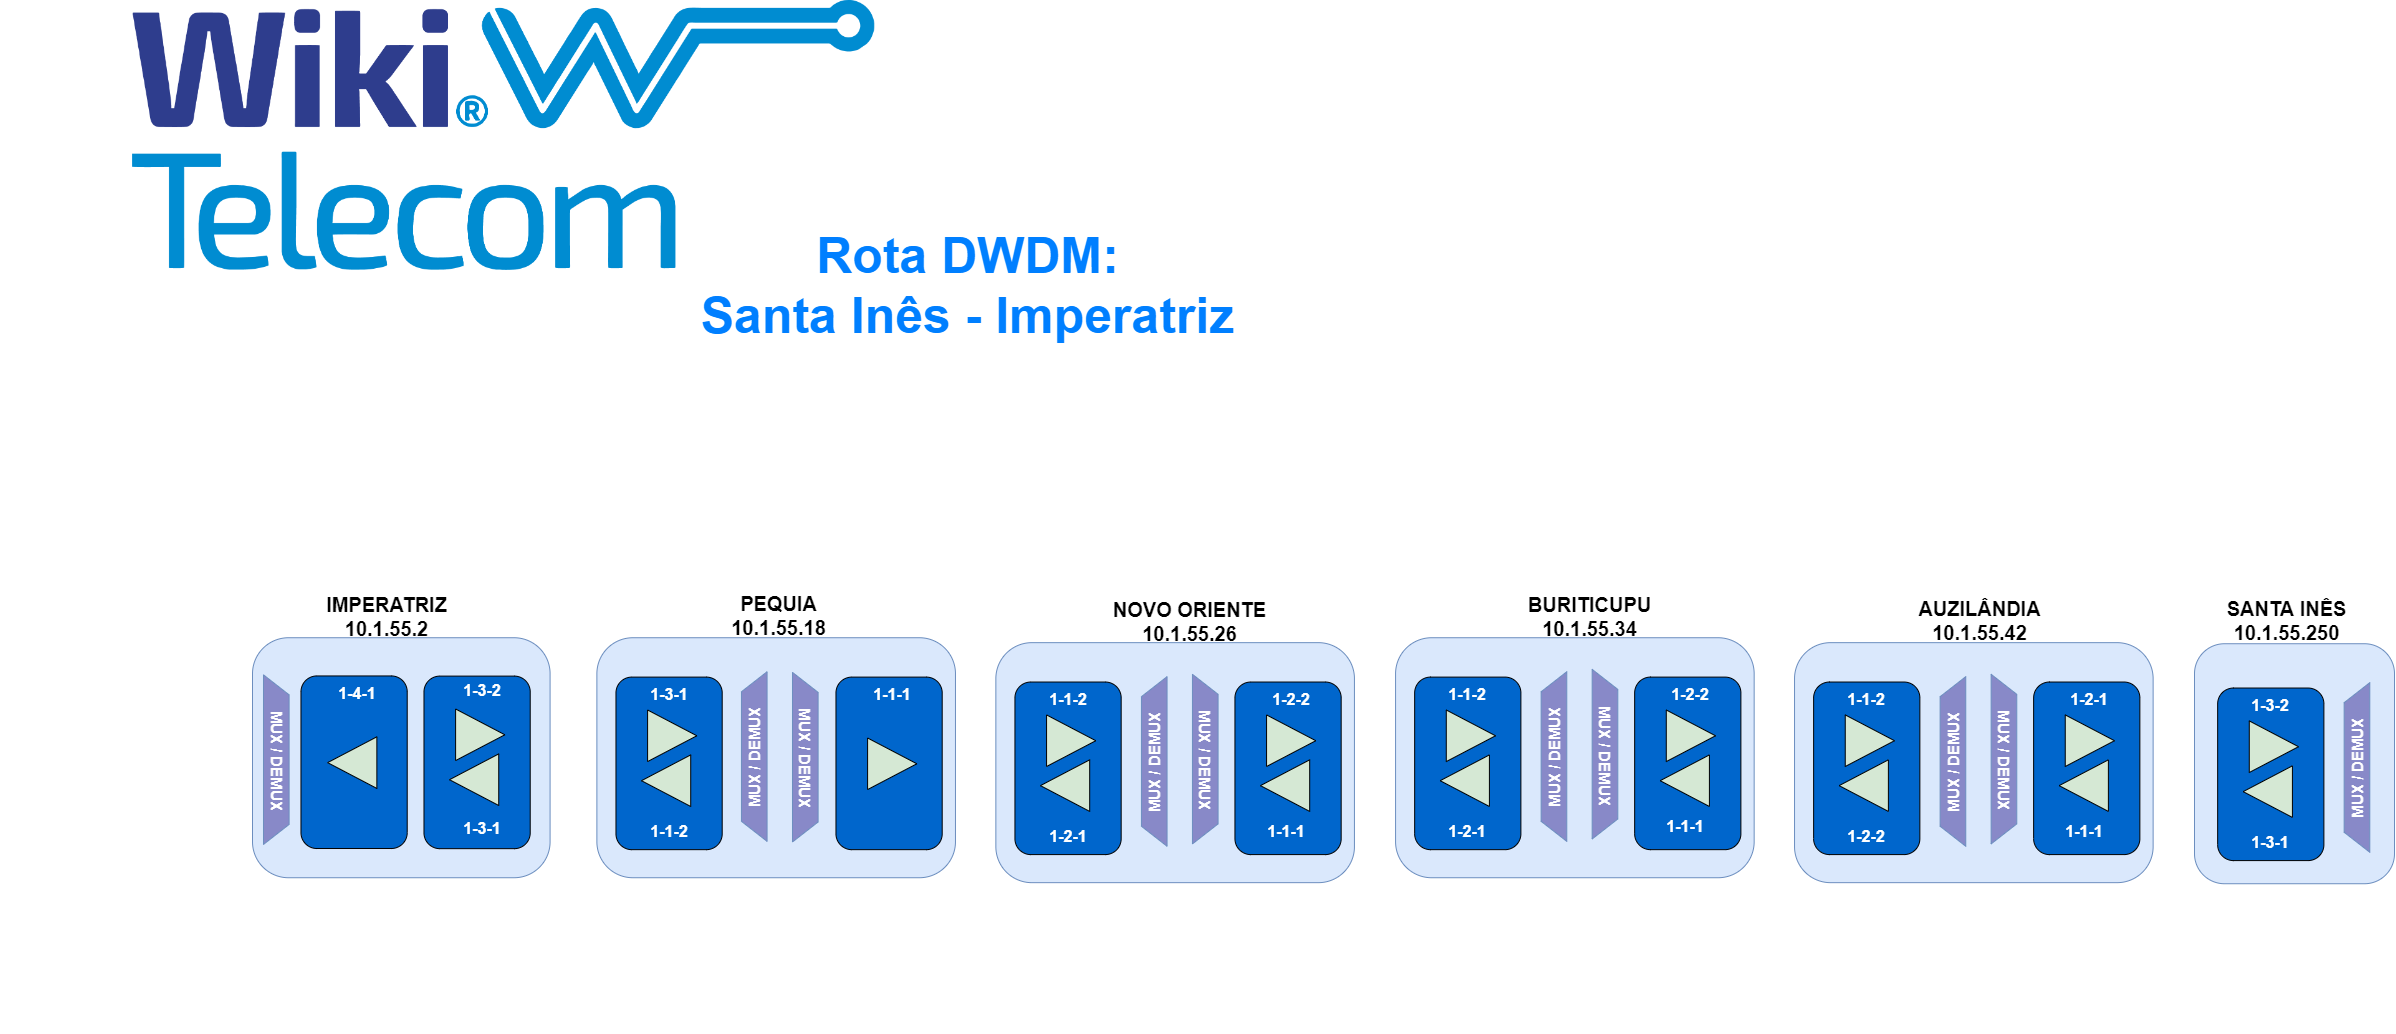 Wiki®
Telecom
Rota DWDM:
Santa Inês - Imperatriz
IMPERATRIZ
10.1.55.2
MUX / DEMUX
1-4-1
1-3-2
1-3-1
PEQUIA
10.1.55.18
1-3-1
1-1-2
MUX / DEMUX
MUX / DEMUX
1-1-1
NOVO ORIENTE
10.1.55.26
1-1-2
1-2-1
MUX / DEMUX
MUX / DEMUX
1-2-2
1-1-1
BURITICUPU
10.1.55.34
1-1-2
1-2-1
MUX / DEMUX
MUX / DEMUX
1-2-2
1-1-1
AUZILÂNDIA
10.1.55.42
1-1-2
1-2-2
MUX / DEMUX
MUX / DEMUX
1-2-1
1-1-1
SANTA INÊS
10.1.55.250
1-3-2
1-3-1
MUX / DEMUX